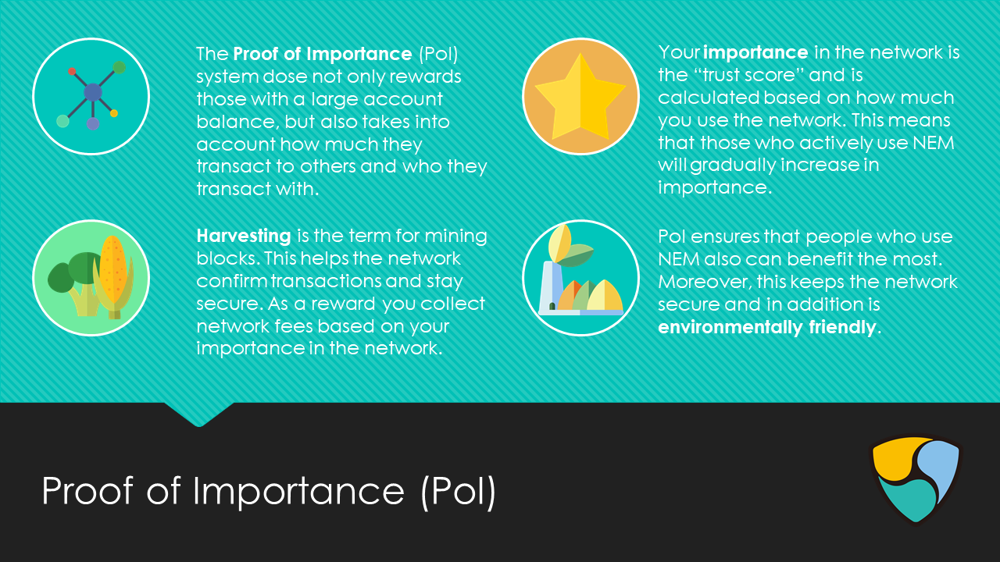 The Proof of Importance (PoI)
system dose not only rewards
those with a large account
balance, but also takes into
account how much they
transact to others and who they
transact with.
Your importance in the network is
the “trust score” and is
calculated based on how much
you use the network. This means
that those who actively use NEM
will gradually increase in
importance.
Harvesting is the term for mining
blocks. This helps the network
confirm transactions and stay
secure. As a reward you collect
network fees based on your
importance in the network.
PoI ensures that people who use
NEM also can benefit the most.
Moreover, this keeps the network
secure and in addition is
environmentally friendly.
Proof of Importance (PoI)